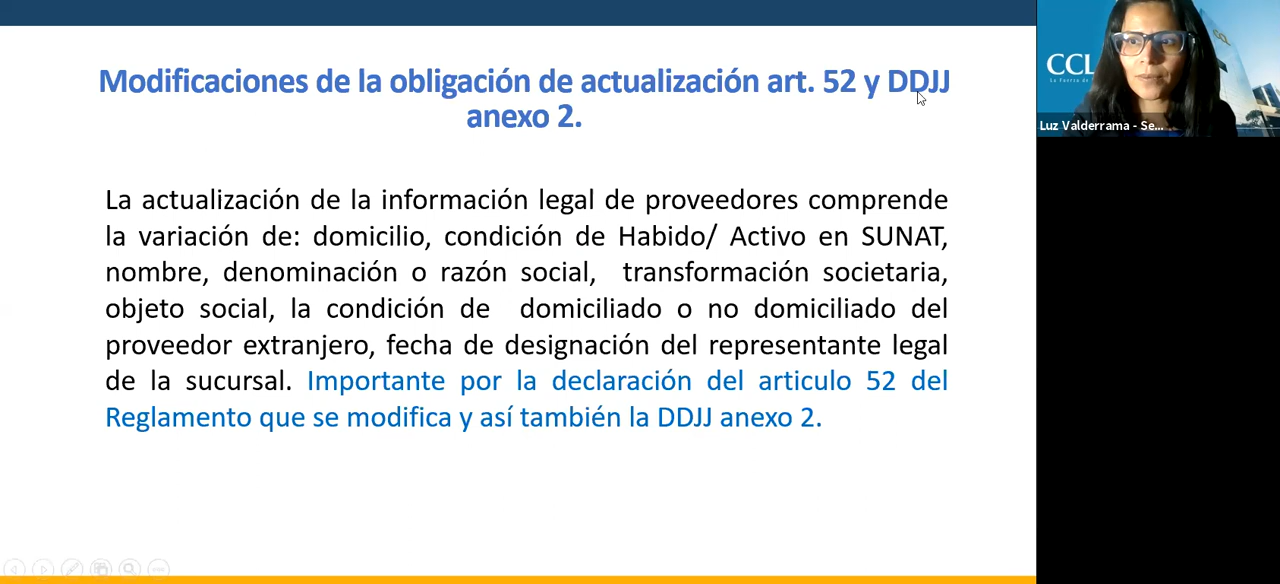 Modificaciones de la obligación de actualización art. 52 y DDJJ
anexo 2.
La actualización de la información legal de proveedores comprende
la variación de: domicilio, condición de Habido/ Activo en SUNAT,
nombre, denominación o razón social, transformación societaria,
objeto social, la condición de domiciliado o no domiciliado del
proveedor extranjero, fecha de designación del representante legal
de la sucursal. Importante por la declaración del articulo 52 del
Reglamento que se modifica y así también la DDJJ anexo 2.
CCL
La Fuerza de
Luz Valderrama - Se...